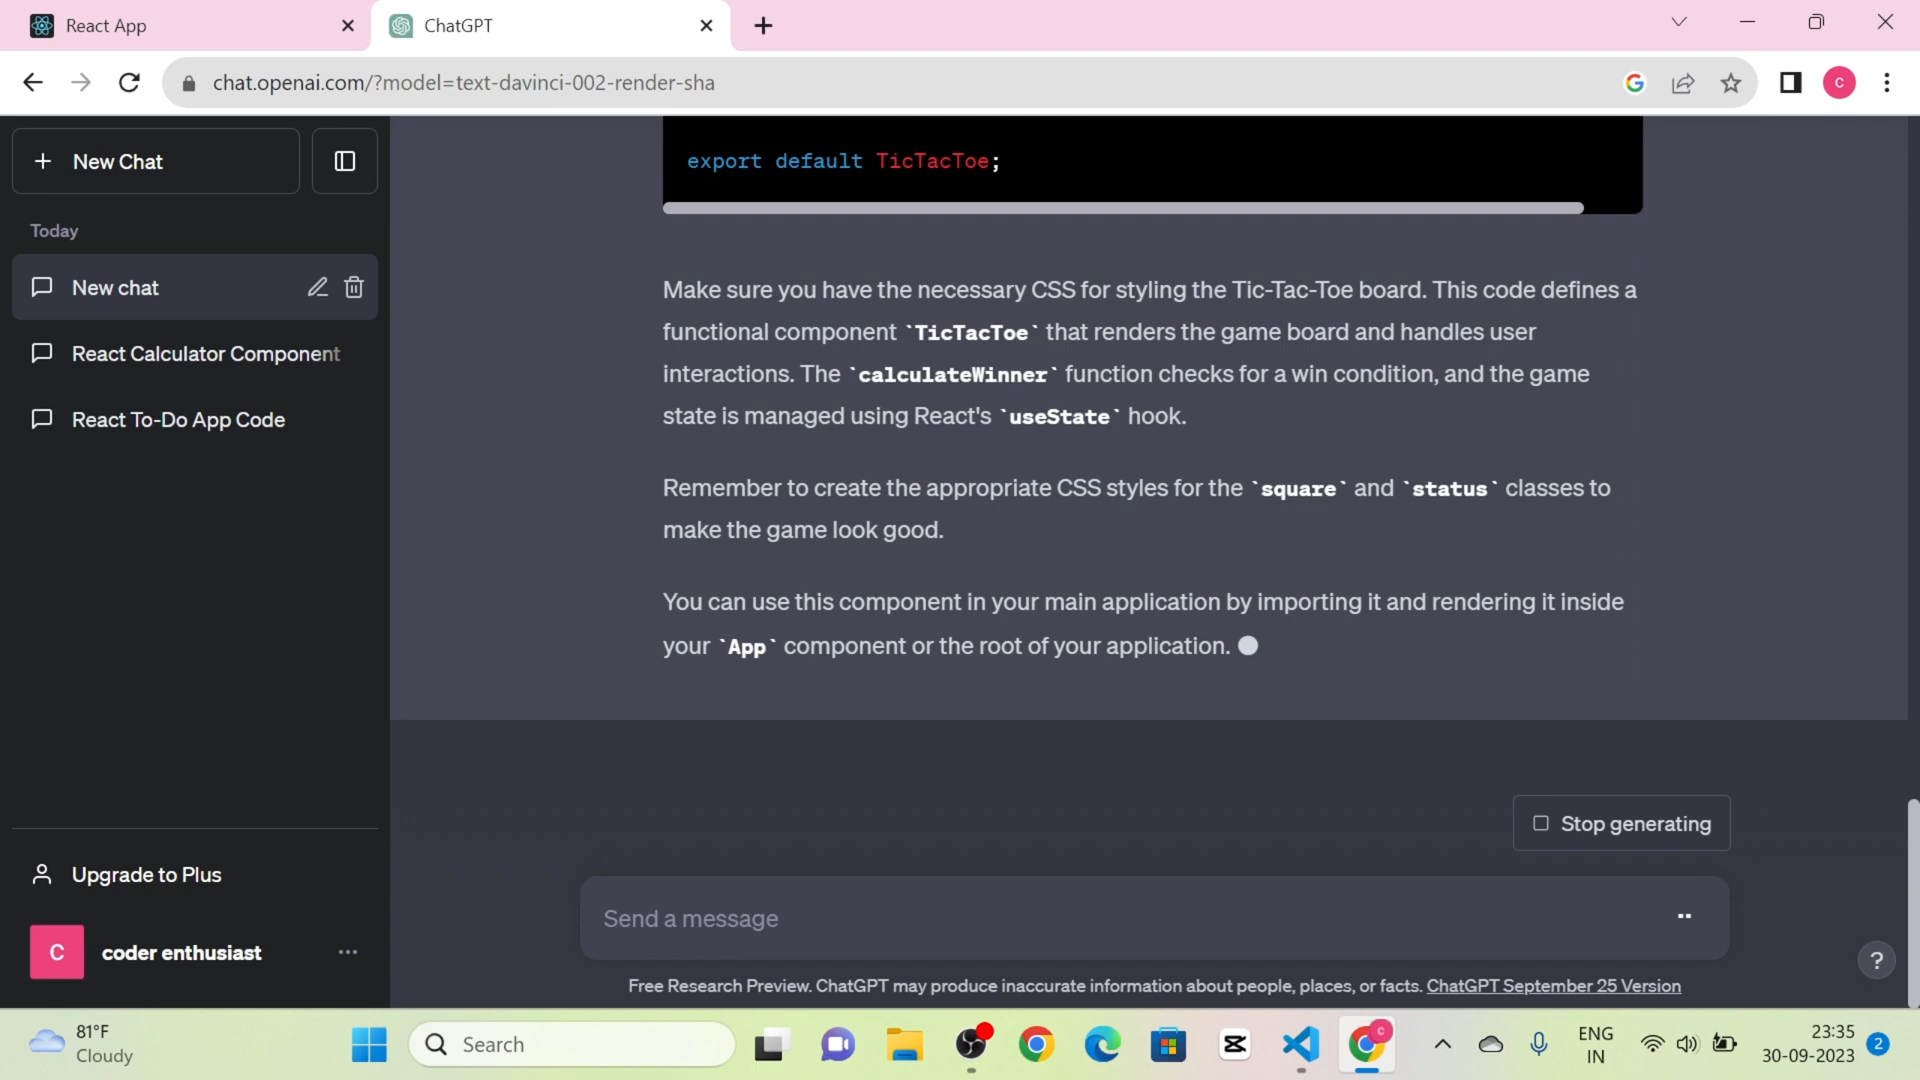 React App
ChatGPT
chat.openai.com/?model=text-davinci-002-render-sha
G
C
New Chat
Today
New chat
React Calculator Component
React To-Do App Code
export default TicTacToe;
Make sure you have the necessary CSS for styling the Tic-Tac-Toe board. This code defines a
functional component `TicTacToe` that renders the game board and handles user
interactions. The `calculateWinner` function checks for a win condition, and the game
state is managed using React's `useState` hook.
Remember to create the appropriate CSS styles for the `square` and `status` classes to
make the game look good.
You can use this component in your main application by importing it and rendering it inside
your `App` component or the root of your application.
Stop generating
Upgrade to Plus
Send a message
C
coder enthusiast
?
Free Research Preview. ChatGPT may produce inaccurate information about people, places, or facts. ChatGPT September 25 Version
81°F
Cloudy
Search
C
ENG
IN
23:35
30-09-2023
2